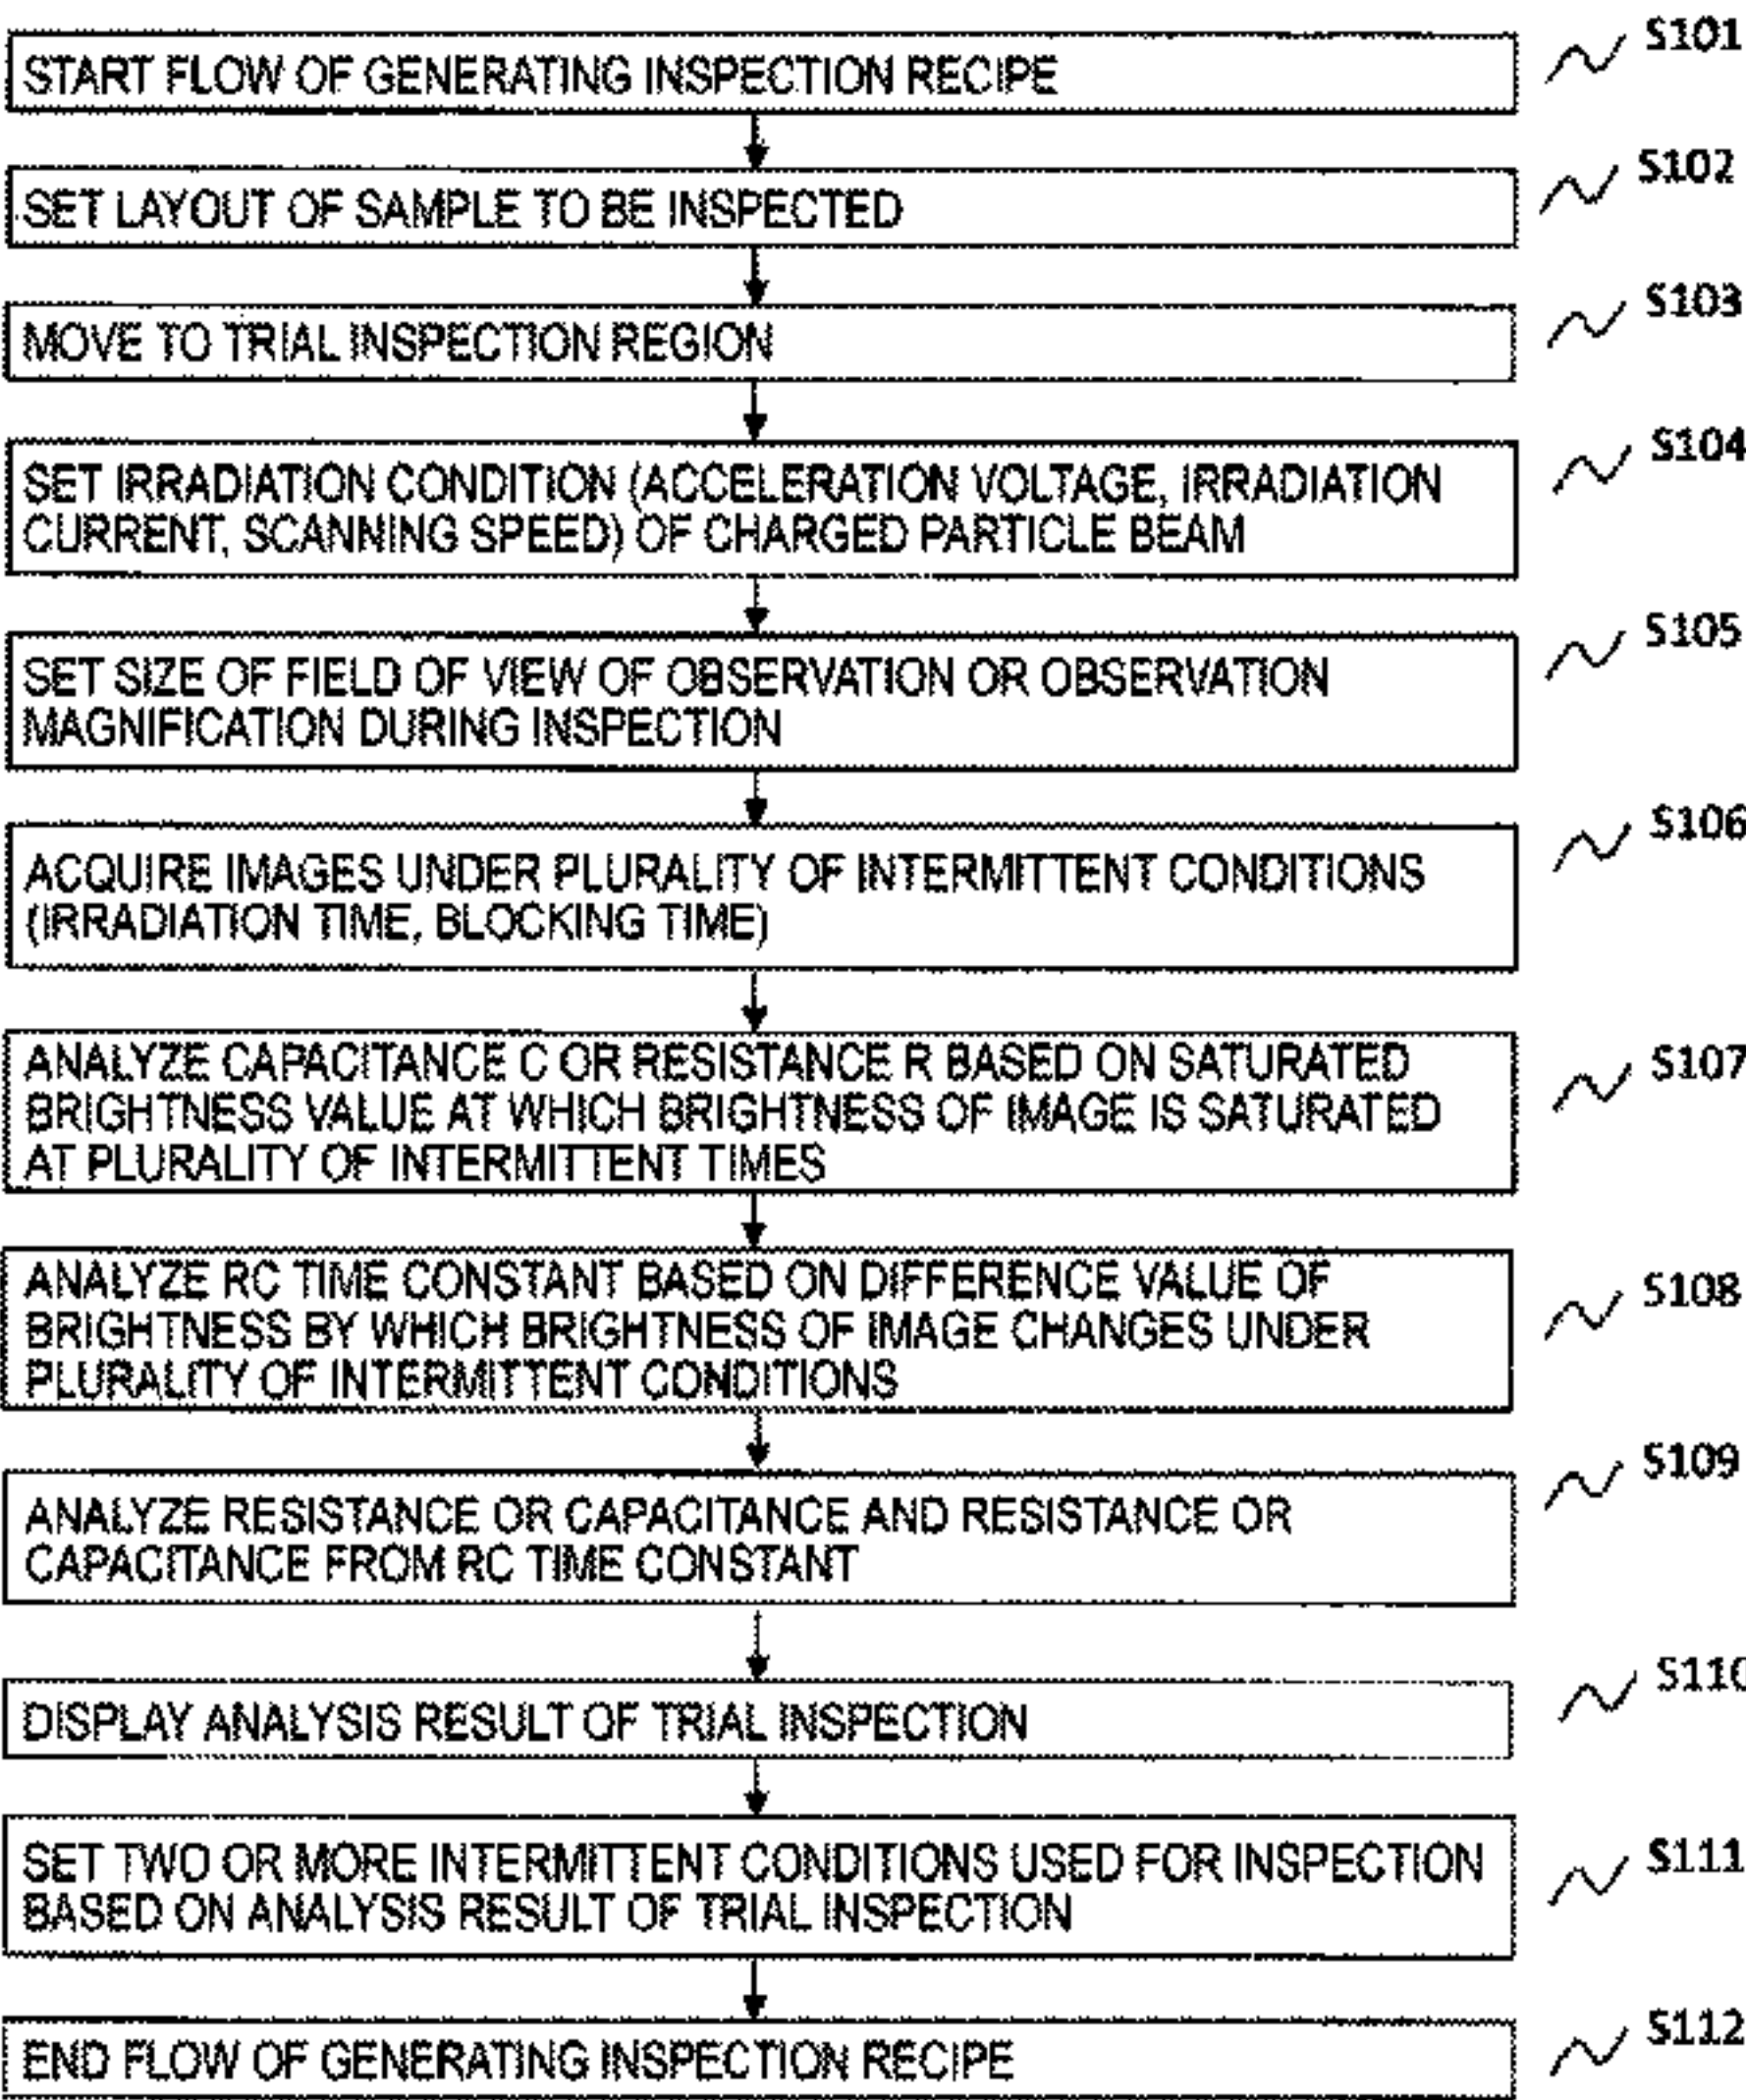 START FLOW OF GENERATING INSPECTION RECIPE
S101
SET LAYOUT OF SAMPLE TO BE INSPECTED
S102
MOVE TO TRIAL INSPECTION REGION
S103
SET IRRADIATION CONDITION (ACCELERATION VOLTAGE, IRRADIATION
CURRENT, SCANNING SPEED) OF CHARGED PARTICLE BEAM
S104
SET SIZE OF FIELD OF VIEW OF OBSERVATION OR OBSERVATION
MAGNIFICATION DURING INSPECTION
S105
ACQUIRE IMAGES UNDER PLURALITY OF INTERMITTENT CONDITIONS
(IRRADIATION TIME, BLOCKING TIME)
S106
ANALYZE CAPACITANCE C OR RESISTANCE R BASED ON SATURATED
BRIGHTNESS VALUE AT WHICH BRIGHTNESS OF IMAGE IS SATURATED
AT PLURALITY OF INTERMITTENT TIMES
S107
ANALYZE RC TIME CONSTANT BASED ON DIFFERENCE VALUE OF
BRIGHTNESS BY WHICH BRIGHTNESS OF IMAGE CHANGES UNDER
PLURALITY OF INTERMITTENT CONDITIONS
S108
ANALYZE RESISTANCE OR CAPACITANCE AND RESISTANCE OR
CAPACITANCE FROM RC TIME CONSTANT
S109
DISPLAY ANALYSIS RESULT OF TRIAL INSPECTION
S110
SET TWO OR MORE INTERMITTENT CONDITIONS USED FOR INSPECTION
BASED ON ANALYSIS RESULT OF TRIAL INSPECTION
S111
END FLOW OF GENERATING INSPECTION RECIPE
S112